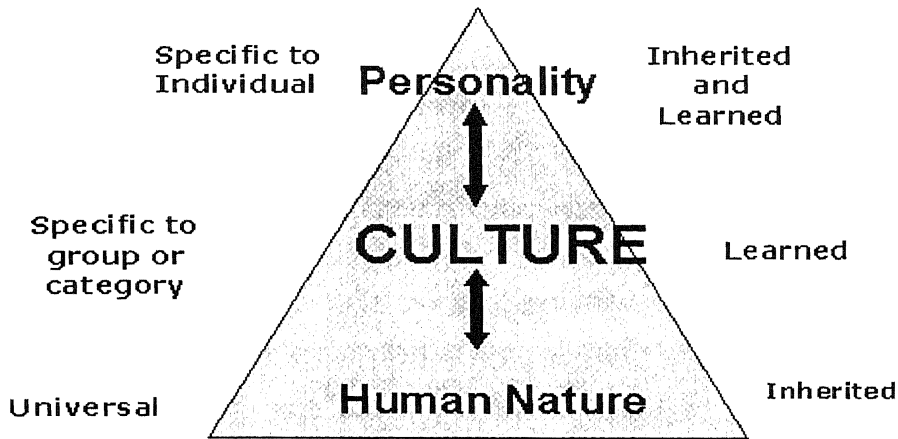 Specific to
Individual
Personality
Inherited
and
Learned
Specific to
group or
category
CULTURE
Learned
Universal
Human Nature
Inherited